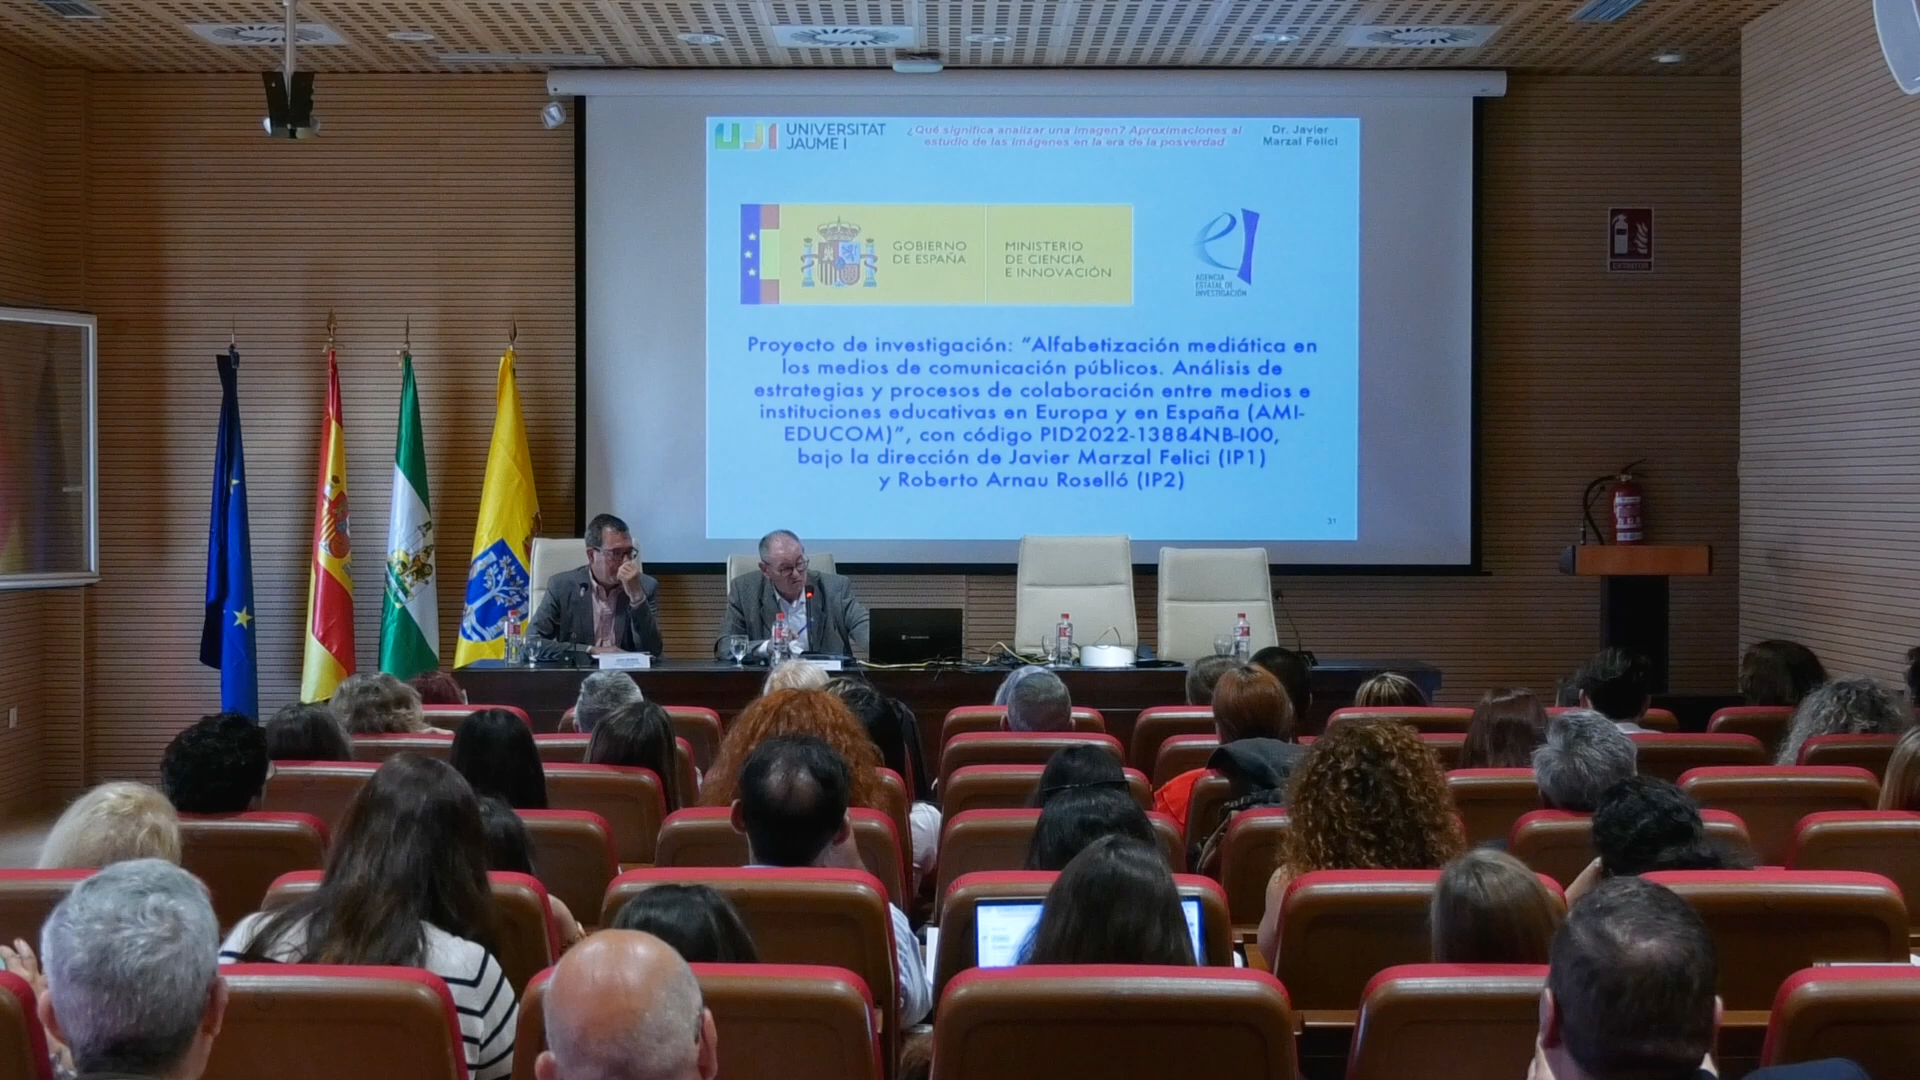 UJI UNIVERSITAT
JAUME I
¿Qué significa analizar una imagen? Aproximaciones al
estudio de las imágenes en la era de la posverdad
Dr. Javier
Marzal Felici
GOBIERNO
DE ESPAÑA
MINISTERIO
DE CIENCIA
E INNOVACIÓN
AGENCIA
ESTATAL DE
INVESTIGACIÓN
Proyecto de investigación: “Alfabetización mediática en
los medios de comunicación públicos. Análisis de
estrategias y procesos de colaboración entre medios e
instituciones educativas en Europa y en España (AMI-
EDUCOM)”, con código PID2022-13884NB-I00,
bajo la dirección de Javier Marzal Felici (IP1)
y Roberto Arnau Roselló (IP2)
31
EXTINTOR